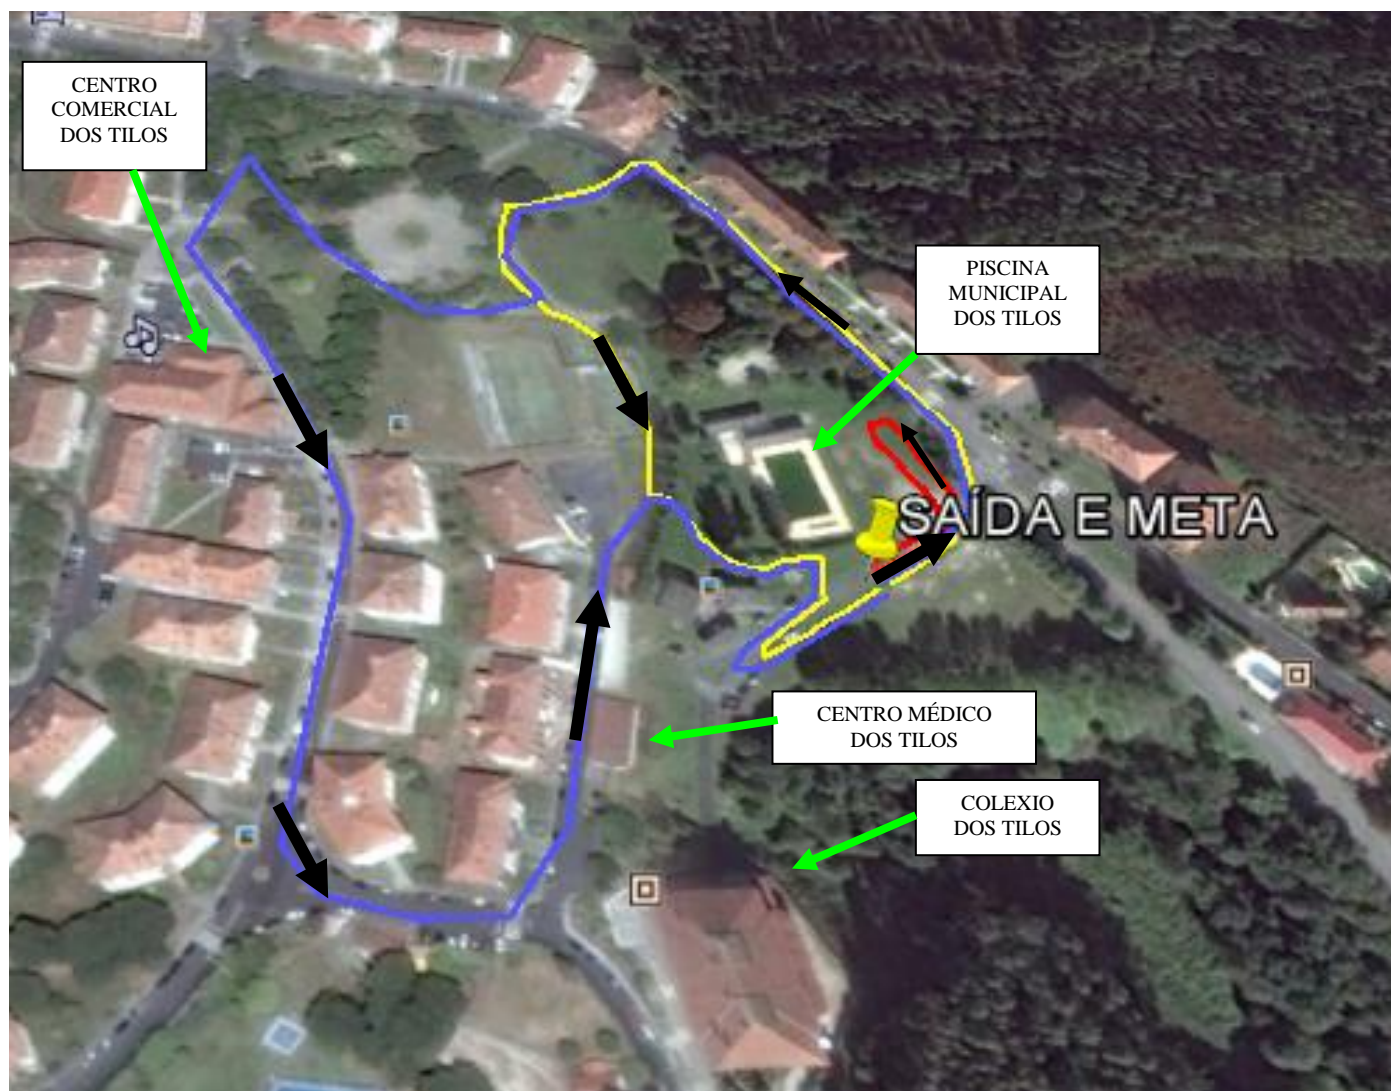 CENTRO
COMERCIAL
DOS TILOS
PISCINA
MUNICIPAL
DOS TILOS
SAÍDA E META
CENTRO MÉDICO
DOS TILOS
COLEXIO
DOS TILOS